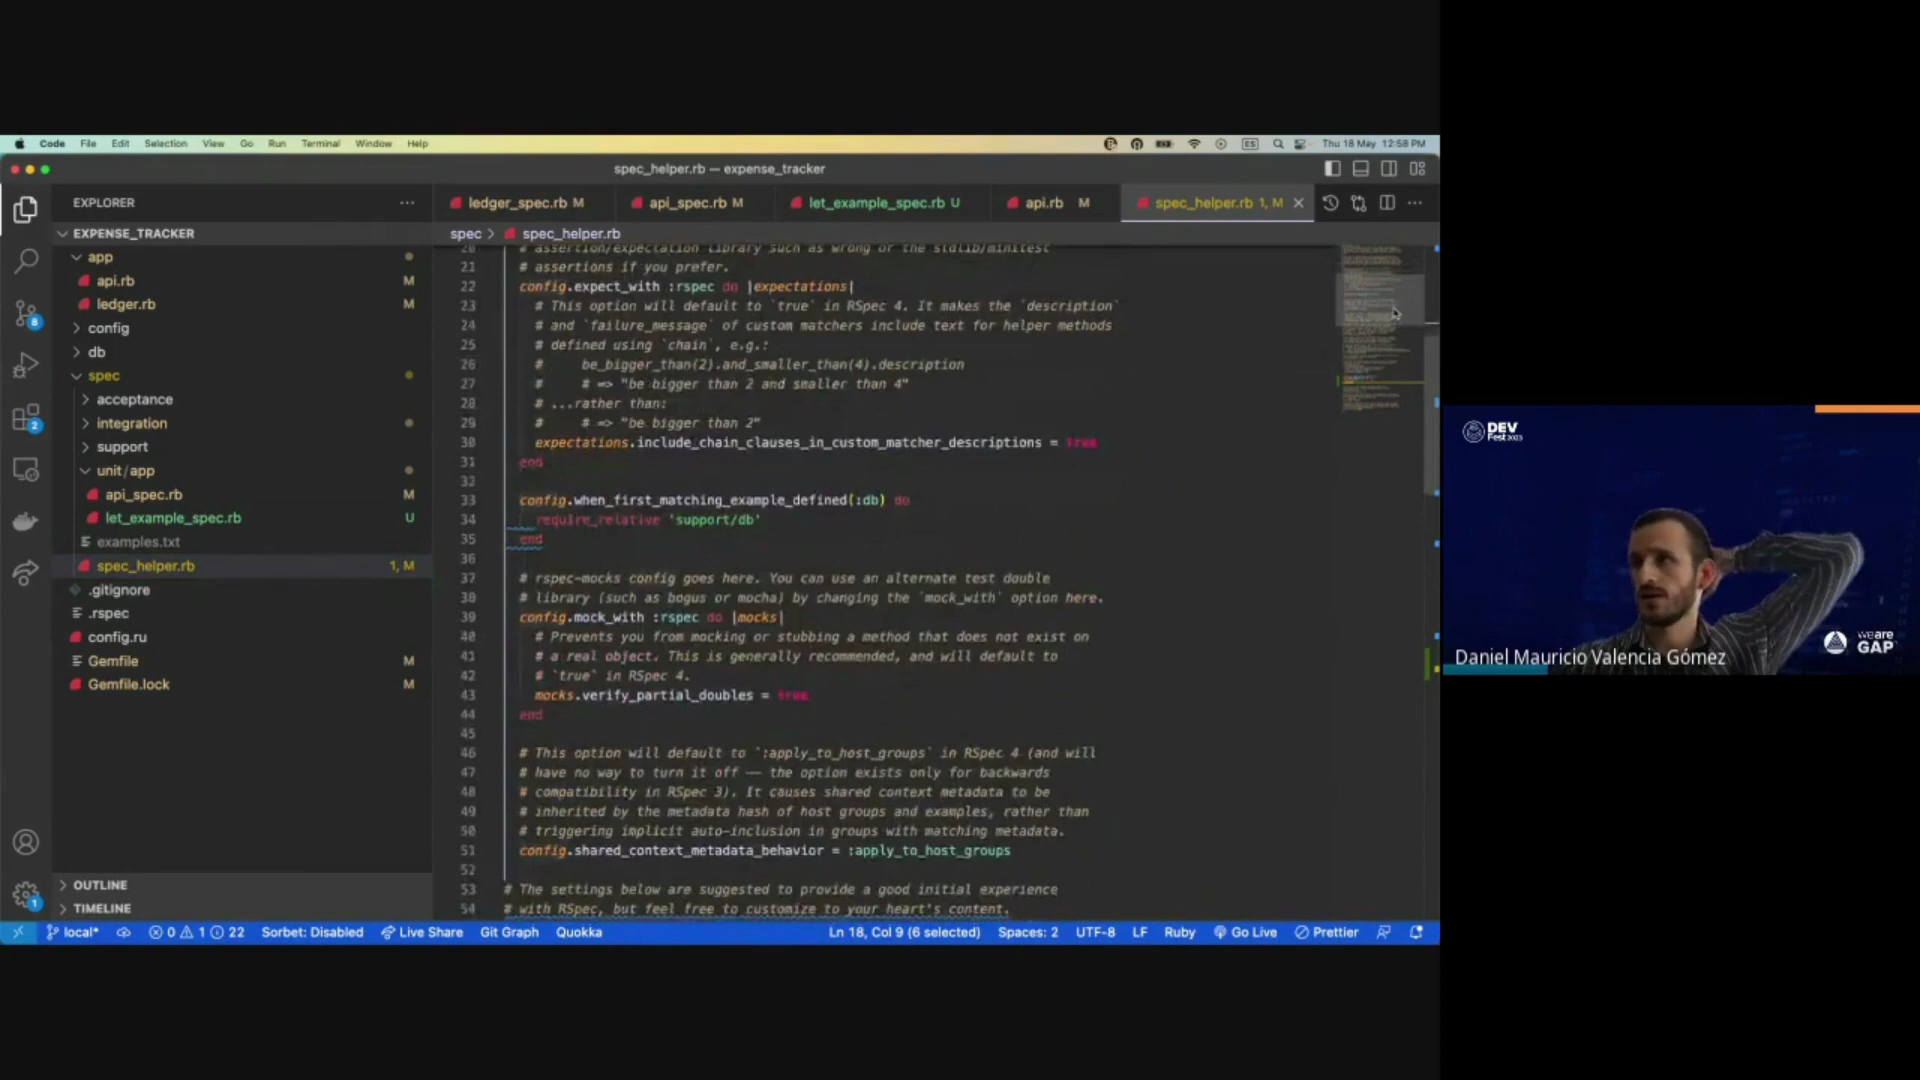 Code File Edit Selection View Go Run Terminal Window Help
ES
Thu 18 May 12:58 PM
spec_helper.rb — expense_tracker
EXPLORER
EXPENSE_TRACKER
app
api.rb M
ledger.rb M
config
db
spec
acceptance
integration
support
unit/app
api_spec.rb M
let_example_spec.rb U
examples.txt
spec_helper.rb 1, M
.gitignore
.rspec
config.ru
Gemfile M
Gemfile.lock M
OUTLINE
TIMELINE
8
2
1
ledger_spec.rb M api_spec.rb M let_example_spec.rb U api.rb M spec_helper.rb 1, M
spec > spec_helper.rb
20 # assertion/expectation library such as wrong or the stdlib/minitest
21 # assertions if you prefer.
22 config.expect_with :rspec do |expectations|
23 # This option will default to `true` in RSpec 4. It makes the `description`
24 # and `failure_message` of custom matchers include text for helper methods
25 # defined using `chain`, e.g.:
26 # be_bigger_than(2).and_smaller_than(4).description
27 # # => "be bigger than 2 and smaller than 4"
28 # ...rather than:
29 # # => "be bigger than 2"
30 expectations.include_chain_clauses_in_custom_matcher_descriptions = true
31 end
32
33 config.when_first_matching_example_defined(:db) do
34 require_relative 'support/db'
35 end
36
37 # rspec-mocks config goes here. You can use an alternate test double
38 # library (such as bogus or mocha) by changing the `mock_with` option here.
39 config.mock_with :rspec do |mocks|
40 # Prevents you from mocking or stubbing a method that does not exist on
41 # a real object. This is generally recommended, and will default to
42 # `true` in RSpec 4.
43 mocks.verify_partial_doubles = true
44 end
45
46 # This option will default to `:apply_to_host_groups` in RSpec 4 (and will
47 # have no way to turn it off -- the option exists only for backwards
48 # compatibility in RSpec 3). It causes shared context metadata to be
49 # inherited by the metadata hash of host groups and examples, rather than
50 # triggering implicit auto-inclusion in groups with matching metadata.
51 config.shared_context_metadata_behavior = :apply_to_host_groups
52
53 # The settings below are suggested to provide a good initial experience
54 # with RSpec, but feel free to customize to your heart's content.
local* 0 1 22 Sorbet: Disabled Live Share Git Graph Quokka Ln 18, Col 9 (6 selected) Spaces: 2 UTF-8 LF Ruby Go Live Prettier
DEV
Fest 2023
we are
GAP
Daniel Mauricio Valencia Gómez